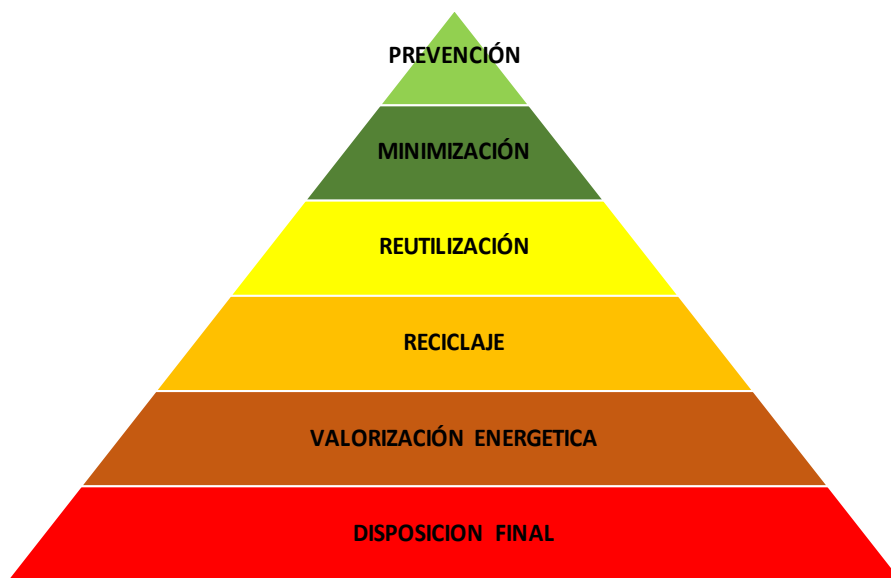 PREVENCIÓN
MINIMIZACIÓN
REUTILIZACIÓN
RECICLAJE
VALORIZACIÓN ENERGETICA
DISPOSICION FINAL